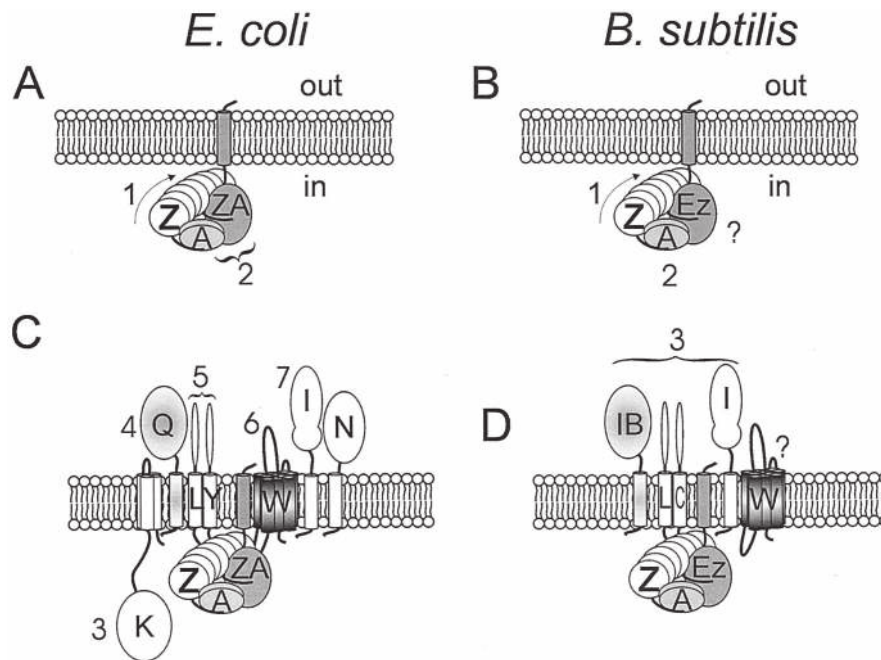 E. coli
B. subtilis
A
out
1
Z
ZA
A
2
in
B
out
1
Z
Ez
A
?
2
in
C
4
Q
5
7
I
N
6
L
Y
W
Z
ZA
A
3
K
D
3
IB
I
?
L
C
W
Z
Ez
A